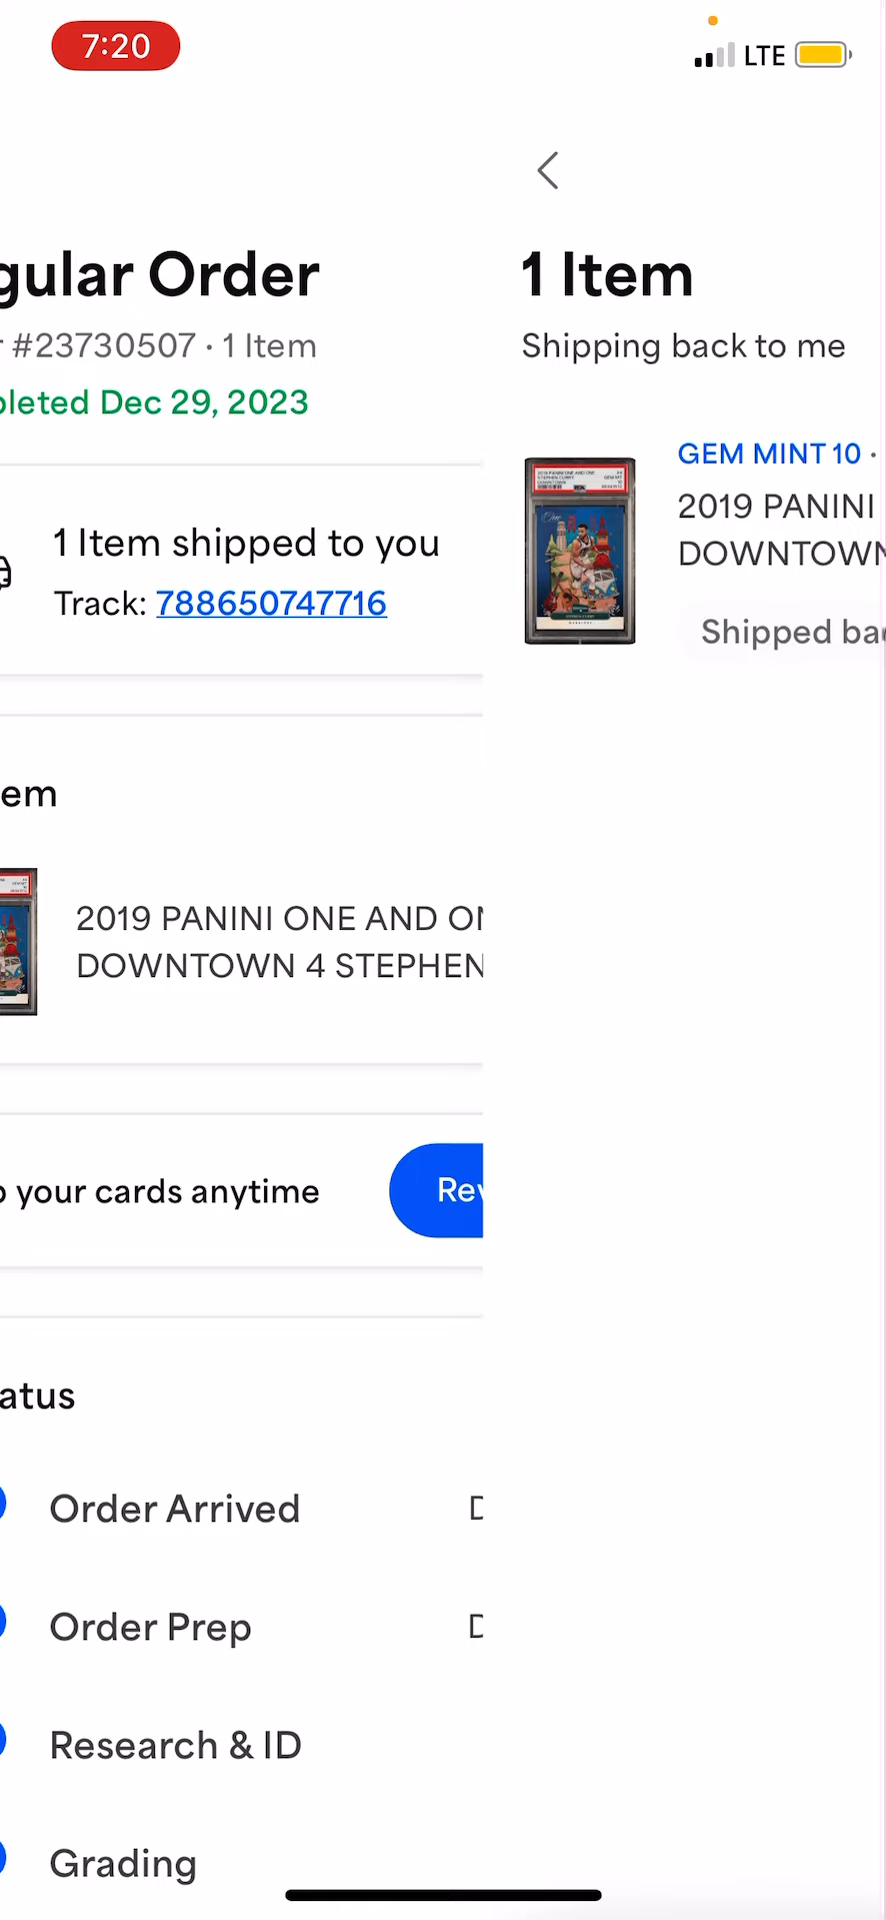 7:20
LTE
gular Order
#23730507 · 1 Item
pleted Dec 29, 2023
1 Item shipped to you
Track: 788650747716
em
2019 PANINI ONE AND ON
DOWNTOWN 4 STEPHEN
o your cards anytime
Rev
atus
Order Arrived
D
Order Prep
D
Research & ID
Grading
1 Item
Shipping back to me
GEM MINT 10 ·
2019 PANINI
DOWNTOWN
Shipped ba